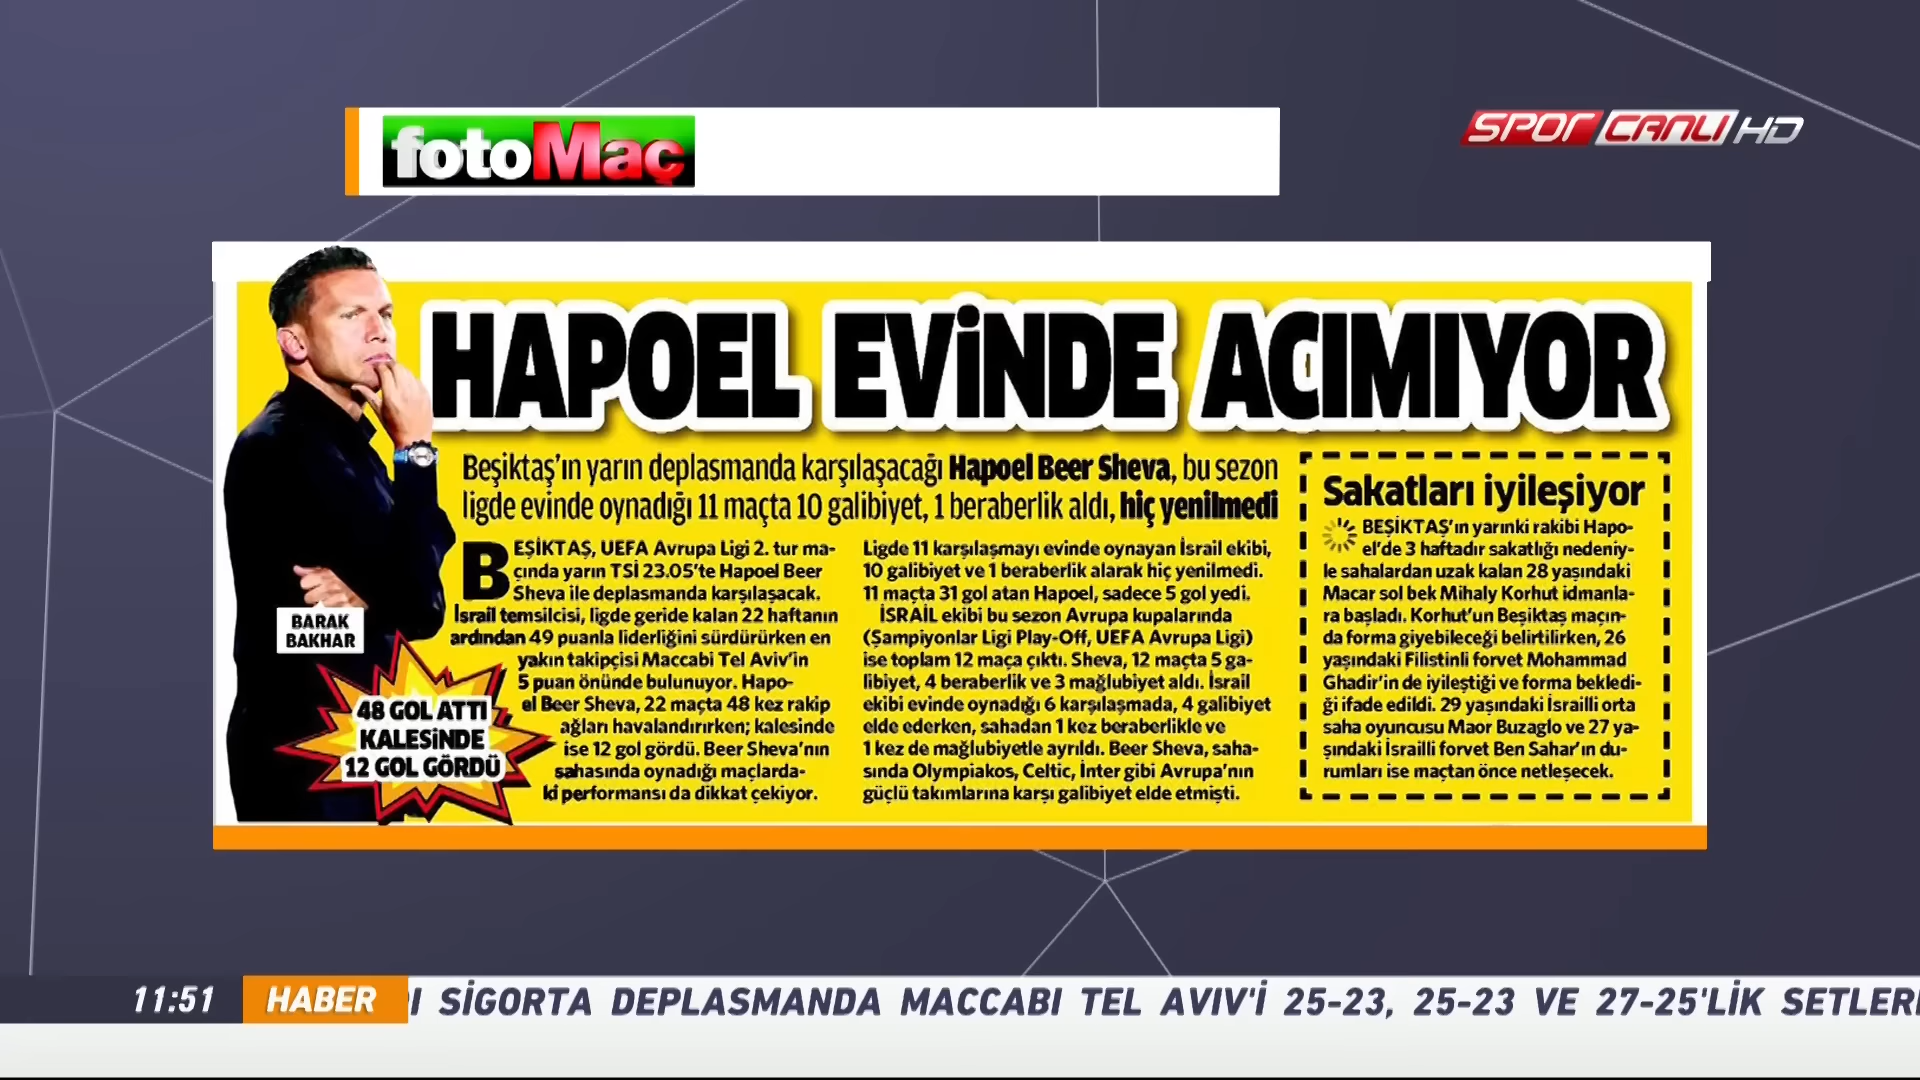 fotoMaç
SPOR CANLI HD
HAPOEL EVİNDE ACIMIYOR
Beşiktaş'ın yarın deplasmanda karşılaşacağı Hapoel Beer Sheva, bu sezon
ligde evinde oynadığı 11 maçta 10 galibiyet, 1 beraberlik aldı, hiç yenilmedi
BEŞİKTAŞ, UEFA Avrupa Ligi 2. tur ma-
çında yarın TSİ 23.05'te Hapoel Beer
Sheva ile deplasmanda karşılaşacak.
İsrail temsilcisi, ligde geride kalan 22 haftanın
ardından 49 puanla liderliğini sürdürürken en
yakın takipçisi Maccabi Tel Aviv'in
5 puan önünde bulunuyor. Hapo-
el Beer Sheva, 22 maçta 48 kez rakip
ağları havalandırırken; kalesinde
ise 12 gol gördü. Beer Sheva'nın
sahasında oynadığı maçlarda-
ki performansı da dikkat çekiyor.
Ligde 11 karşılaşmayı evinde oynayan İsrail ekibi,
10 galibiyet ve 1 beraberlik alarak hiç yenilmedi.
11 maçta 31 gol atan Hapoel, sadece 5 gol yedi.
İSRAİL ekibi bu sezon Avrupa kupalarında
(Şampiyonlar Ligi Play-Off, UEFA Avrupa Ligi)
ise toplam 12 maça çıktı. Sheva, 12 maçta 5 ga-
libiyet, 4 beraberlik ve 3 mağlubiyet aldı. İsrail
ekibi evinde oynadığı 6 karşılaşmada, 4 galibiyet
elde ederken, sahadan 1 kez beraberlikle ve
1 kez de mağlubiyetle ayrıldı. Beer Sheva, saha-
sında Olympiakos, Celtic, İnter gibi Avrupa'nın
güçlü takımlarına karşı galibiyet elde etmişti.
Sakatları iyileşiyor
BEŞİKTAŞ'ın yarınki rakibi Hapo-
el'de 3 haftadır sakatlığı nedeniy-
le sahalardan uzak kalan 28 yaşındaki
Macar sol bek Mihaly Korhut idmanla-
ra başladı. Korhut'un Beşiktaş maçın-
da forma giyebileceği belirtilirken, 26
yaşındaki Filistinli forvet Mohammad
Ghadir'in de iyileştiği ve forma bekledi-
ği ifade edildi. 29 yaşındaki İsrailli orta
saha oyuncusu Maor Buzaglo ve 27 ya-
şındaki İsrailli forvet Ben Sahar'ın du-
rumları ise maçtan önce netleşecek.
BARAK
BAKHAR
48 GOL ATTI
KALESİNDE
12 GOL GÖRDÜ
11:51 HABER SİGORTA DEPLASMANDA MACCABI TEL AVIV'İ 25-23, 25-23 VE 27-25'LİK SETLER